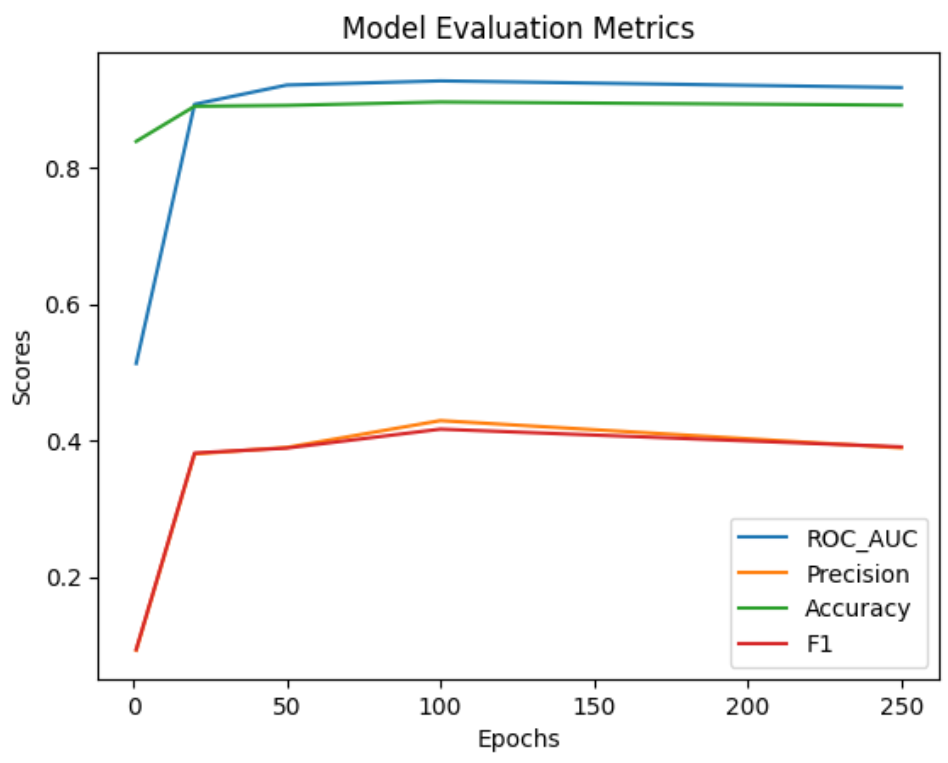 Model Evaluation Metrics
0.8
0.6
0.4
0.2
Scores
ROC_AUC
Precision
Accuracy
F1
0 50 100 150 200 250
Epochs